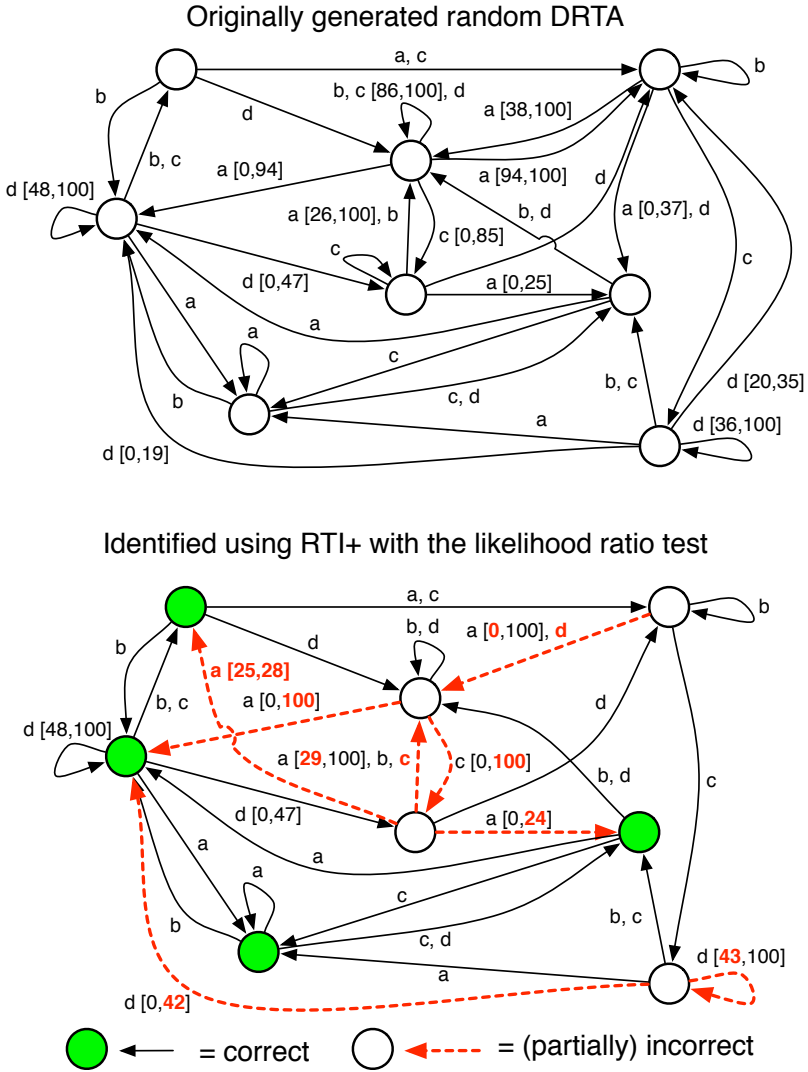 Originally generated random DRTA
a, c
b
b, c [86,100], d
b
a [38,100]
d
b, c
a [0,94]
a [94,100]
d
d [48,100]
a [26,100], b
b, d
a [0,37], d
c [0,85]
c
c
d [0,47]
a [0,25]
a
a
a
c
b
c, d
b, c
d [20,35]
a
d [36,100]
d [0,19]
Identified using RTI+ with the likelihood ratio test
a, c
b
b, d
a [0,100], d
b
d
a [25,28]
b, c
a [0,100]
d
d [48,100]
a [29,100], b, c
c [0,100]
b, d
c
d [0,47]
a [0,24]
a
a
a
c
b
c, d
b, c
a
d [43,100]
d [0,42]
= correct
= (partially) incorrect